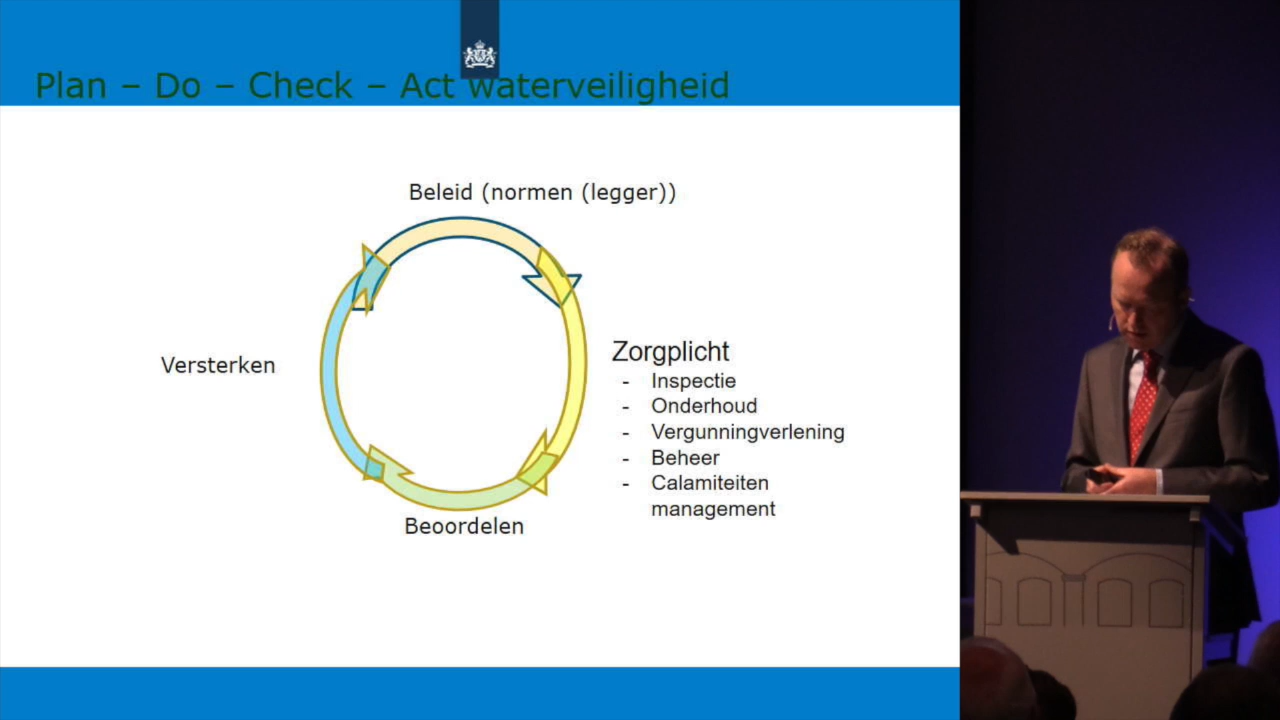 Plan – Do – Check – Act waterveiligheid
Beleid (normen (legger))
Versterken
Zorgplicht
- Inspectie
- Onderhoud
- Vergunningverlening
- Beheer
- Calamiteiten
management
Beoordelen